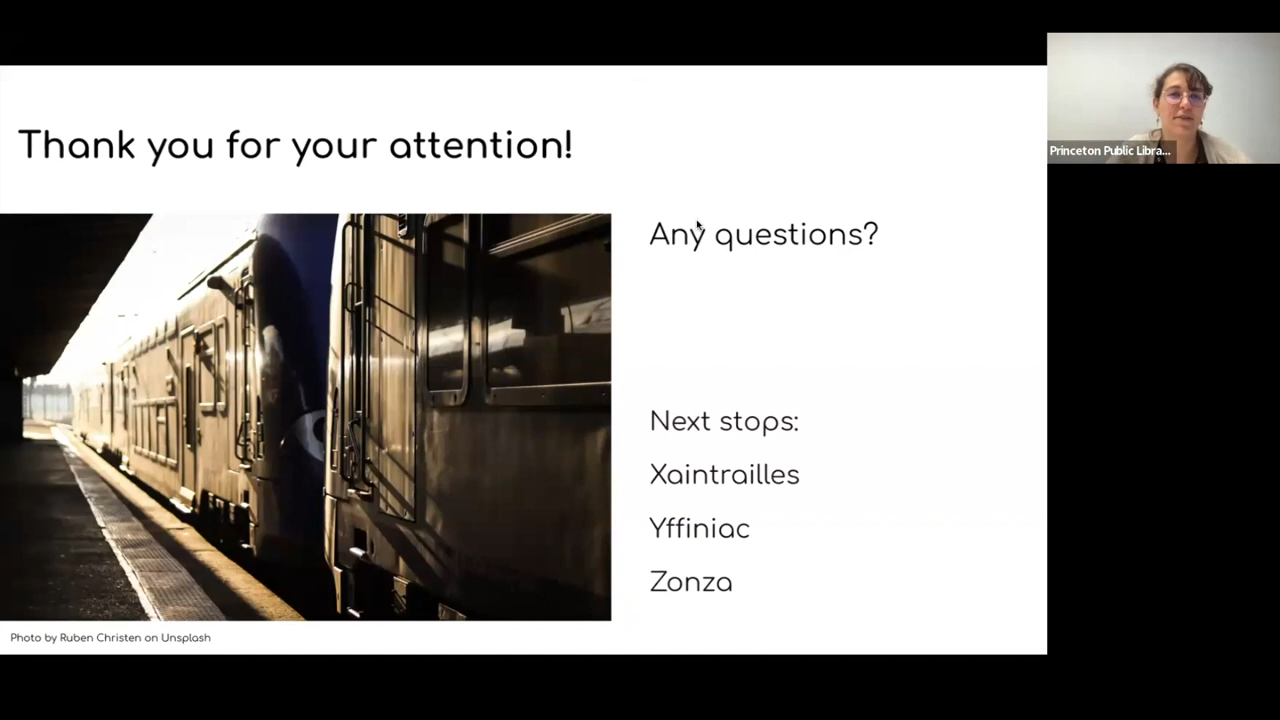 Thank you for your attention!
Princeton Public Libra...
Any questions?
Next stops:
Xaintrailles
Yffiniac
Zonza
Photo by Ruben Christen on Unsplash